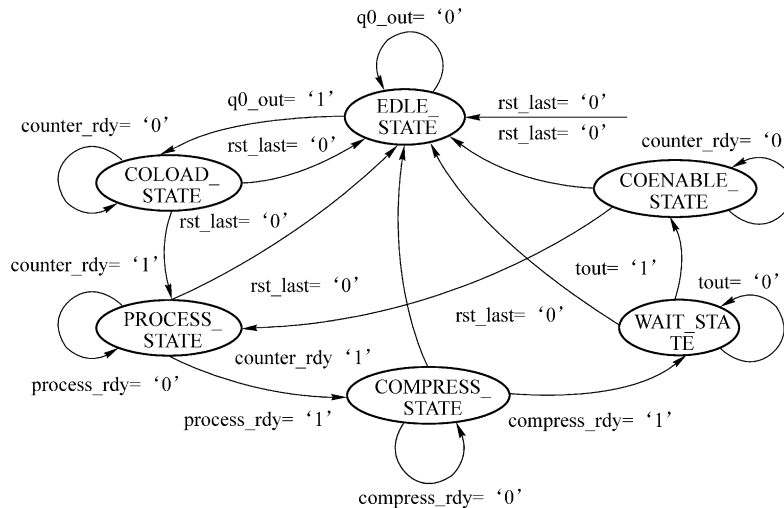 q0_out= ‘0’
q0_out= ‘1’
EDLE_
STATE
rst_last= ‘0’
rst_last= ‘0’
counter_rdy= ‘0’
rst_last= ‘0’
counter_rdy= ‘0
COLOAD_
STATE
COENABLE_
STATE
rst_last= ‘0’
counter_rdy= ‘1’
rst_last= ‘0’
tout= ‘1’
tout= ‘0’
PROCESS_
STATE
rst_last= ‘0’
WAIT_STA
TE
process_rdy= ‘0’
counter_rdy ‘1’
COMPRESS_
STATE
process_rdy= ‘1’
compress_rdy= ‘1’
compress_rdy= ‘0’